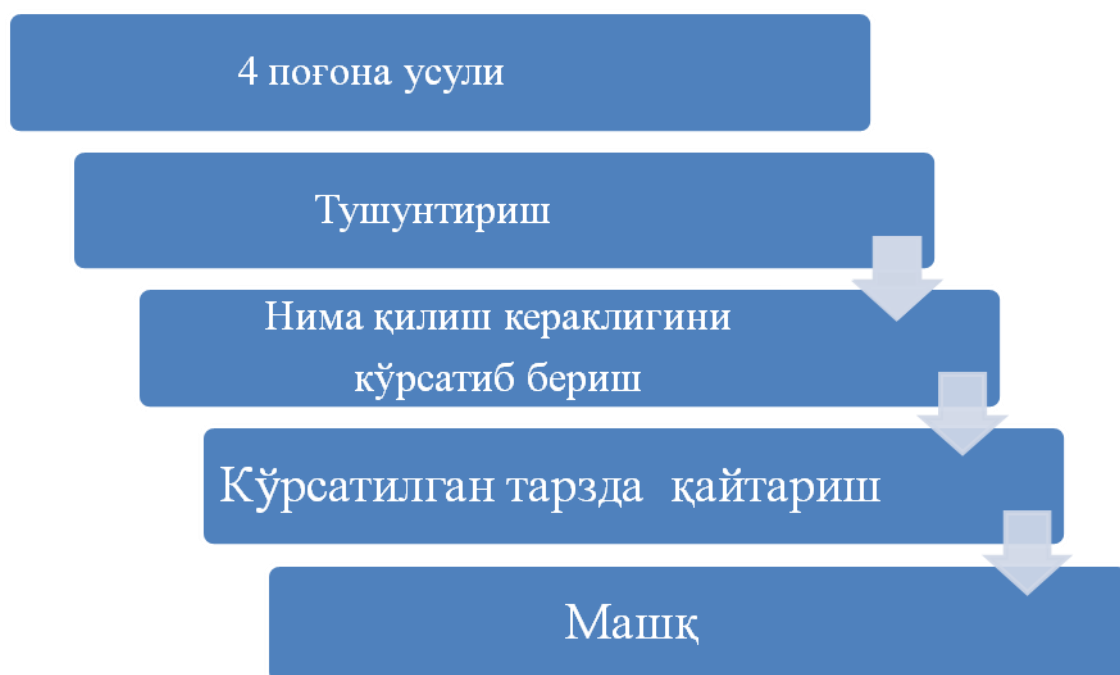 4 поғона усули
Тушунтириш
Нима қилиш кераклигини
кўрсатиб бериш
Кўрсатилган тарзда қайтариш
Машқ